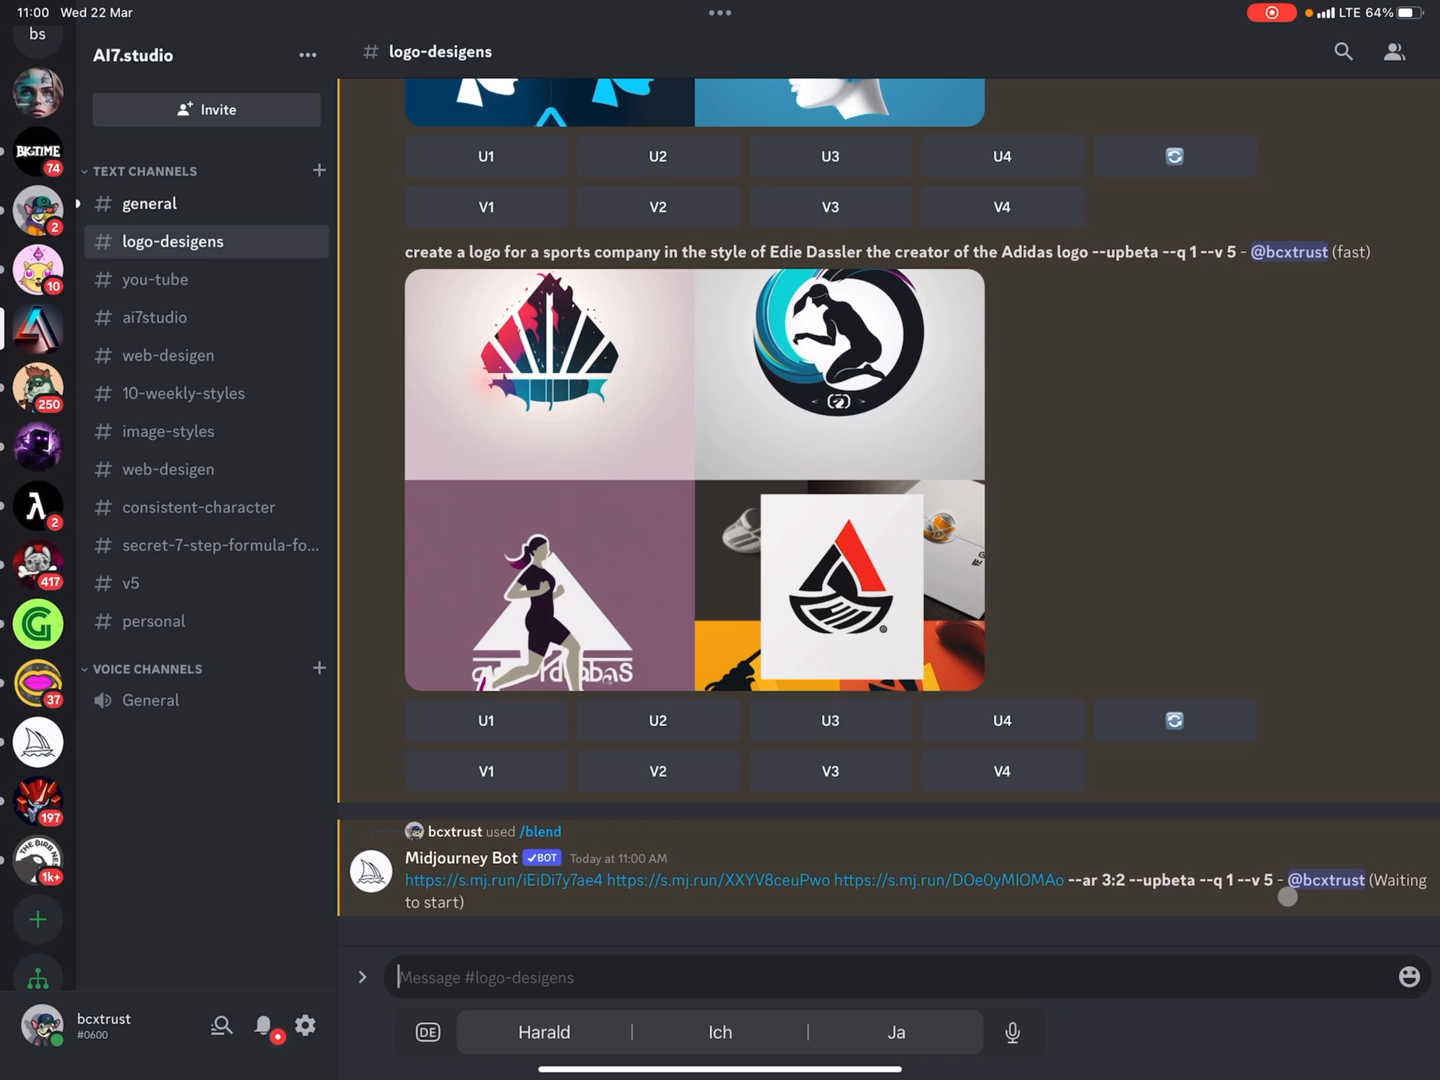 11:00 Wed 22 Mar
LTE 64%
bs
AI7.studio
# logo-desigens
Invite
BIGTIME
74
2
10
250
2
417
37
197
THE BIRB NEST
1k+
TEXT CHANNELS
general
logo-desigens
you-tube
ai7studio
web-desigen
10-weekly-styles
image-styles
web-desigen
consistent-character
secret-7-step-formula-fo...
v5
personal
VOICE CHANNELS
General
bcxtrust
#0600
U1 U2 U3 U4
V1 V2 V3 V4
create a logo for a sports company in the style of Edie Dassler the creator of the Adidas logo --upbeta --q 1 --v 5 - @bcxtrust (fast)
U1 U2 U3 U4
V1 V2 V3 V4
bcxtrust used /blend
Midjourney Bot ✓BOT Today at 11:00 AM
https://s.mj.run/iEiDi7y7ae4 https://s.mj.run/XXYV8ceuPwo https://s.mj.run/DOe0yMIOMAo --ar 3:2 --upbeta --q 1 --v 5 - @bcxtrust (Waiting
to start)
Message #logo-desigens
DE Harald Ich Ja